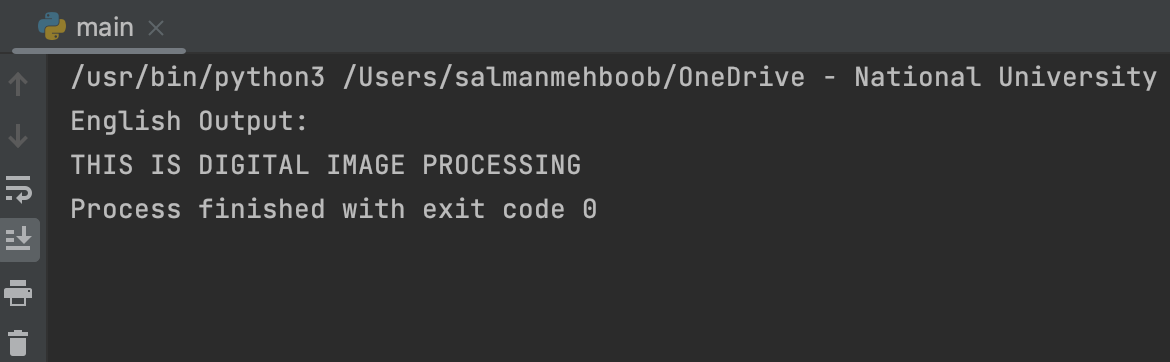 main
/usr/bin/python3 /Users/salmanmehboob/OneDrive - National University
English Output:
THIS IS DIGITAL IMAGE PROCESSING
Process finished with exit code 0